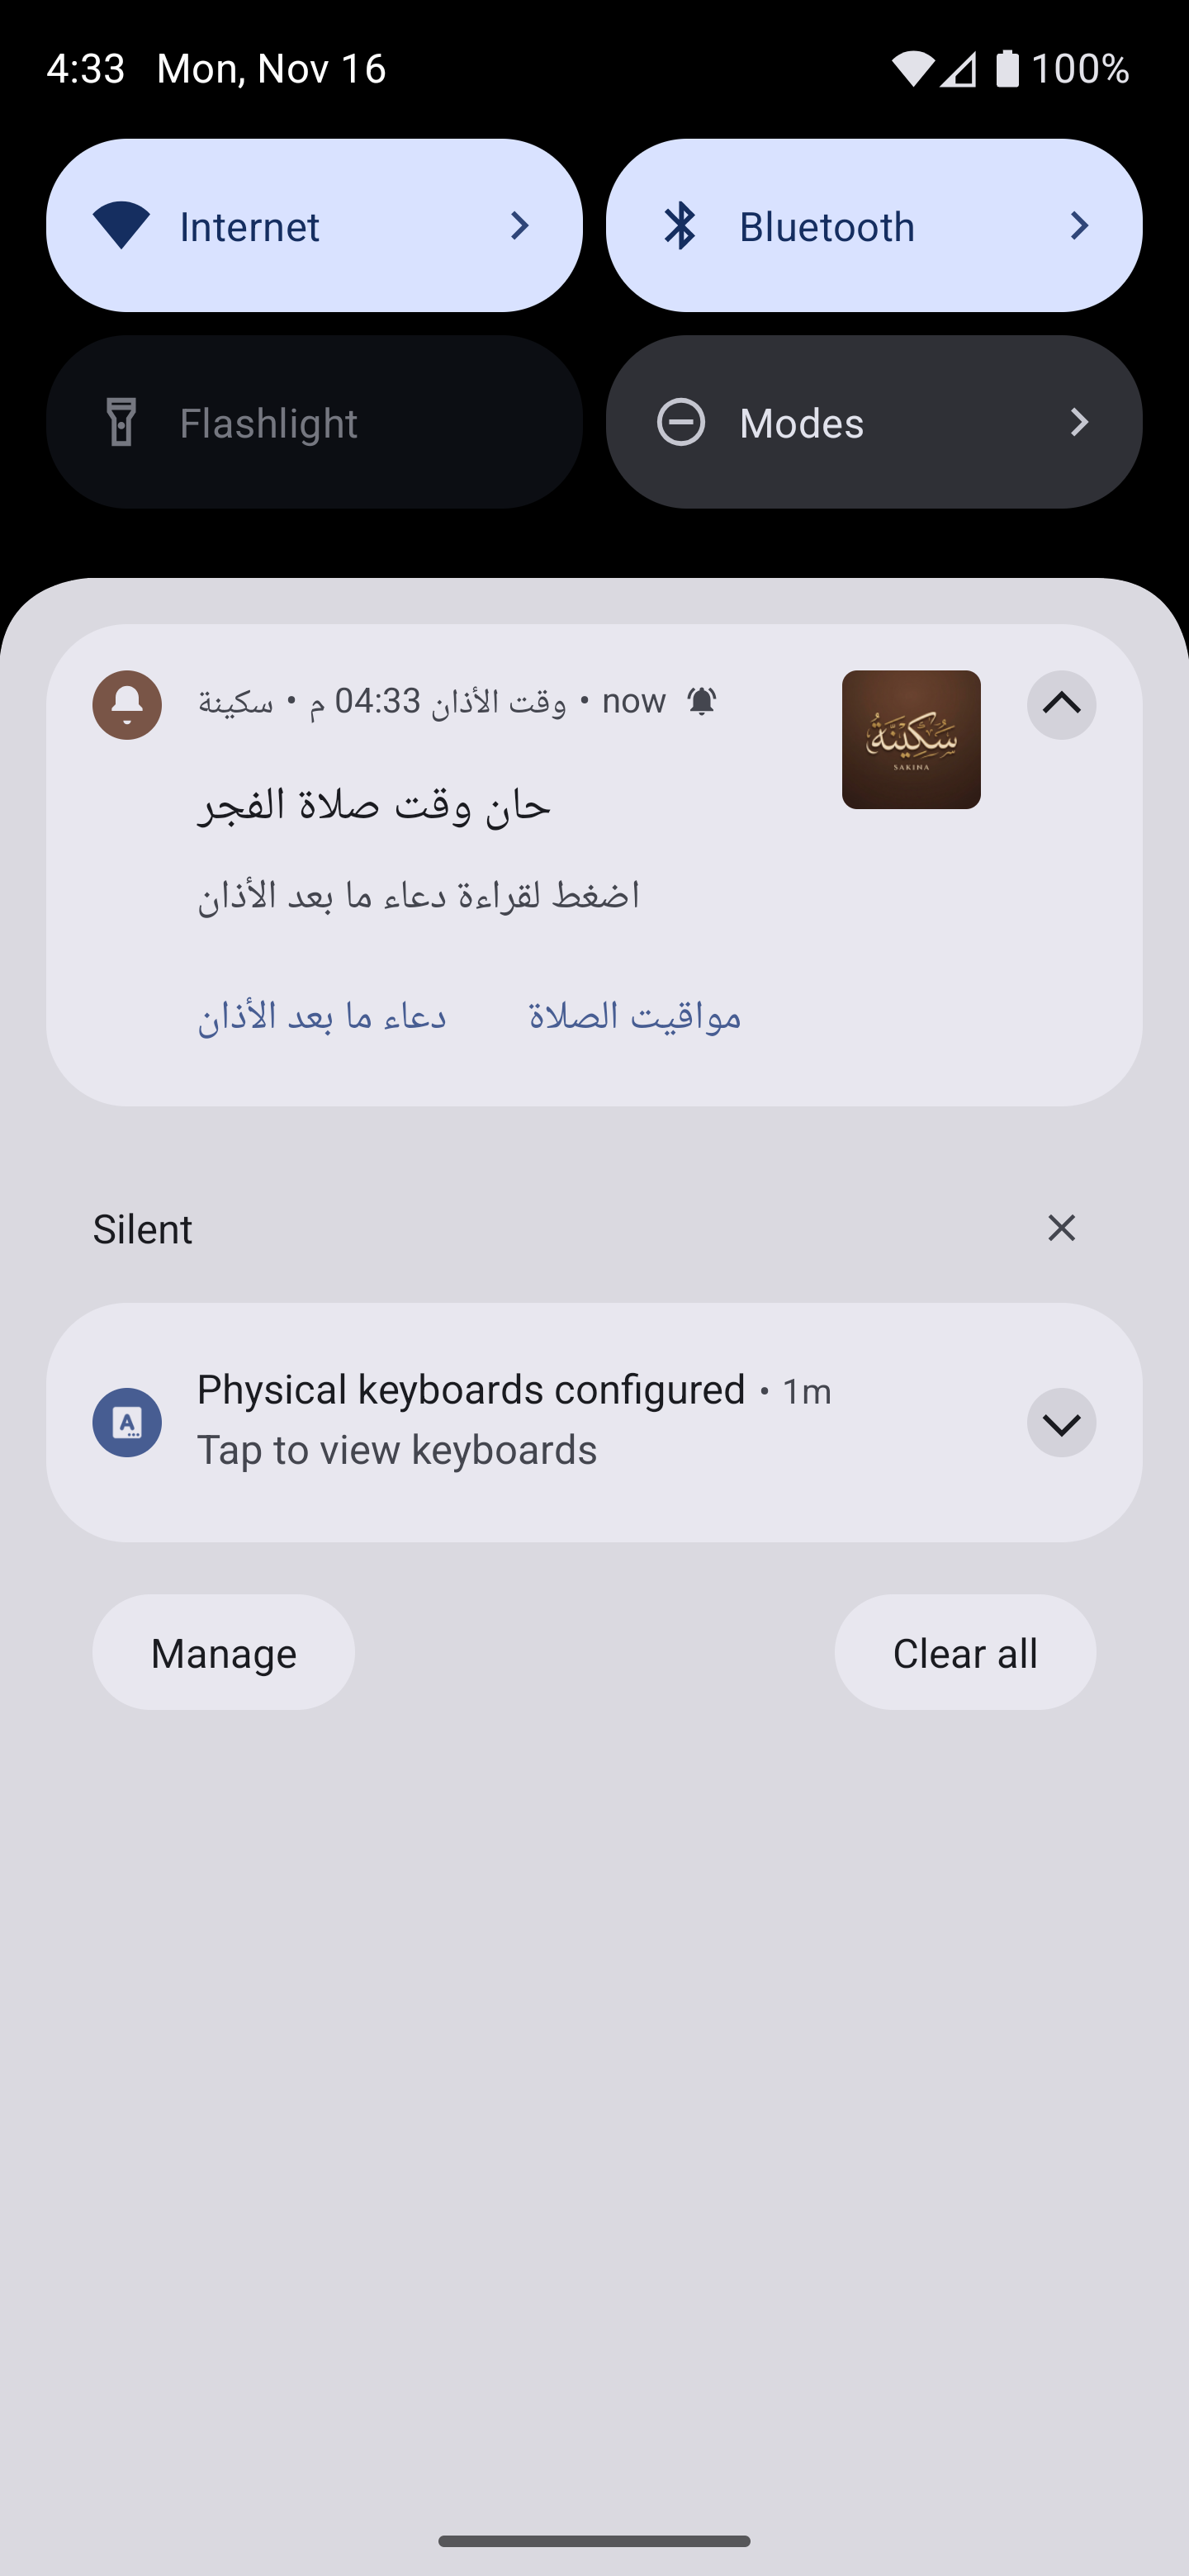 4:33 Mon, Nov 16 100%
Internet
Bluetooth
Flashlight
Modes
سكينة • وقت الأذان 04:33 م • now
سَكِينَةُ
SAKINA
حان وقت صلاة الفجر
اضغط لقراءة دعاء ما بعد الأذان
دعاء ما بعد الأذان
مواقيت الصلاة
Silent
Physical keyboards configured • 1m
Tap to view keyboards
Manage
Clear all